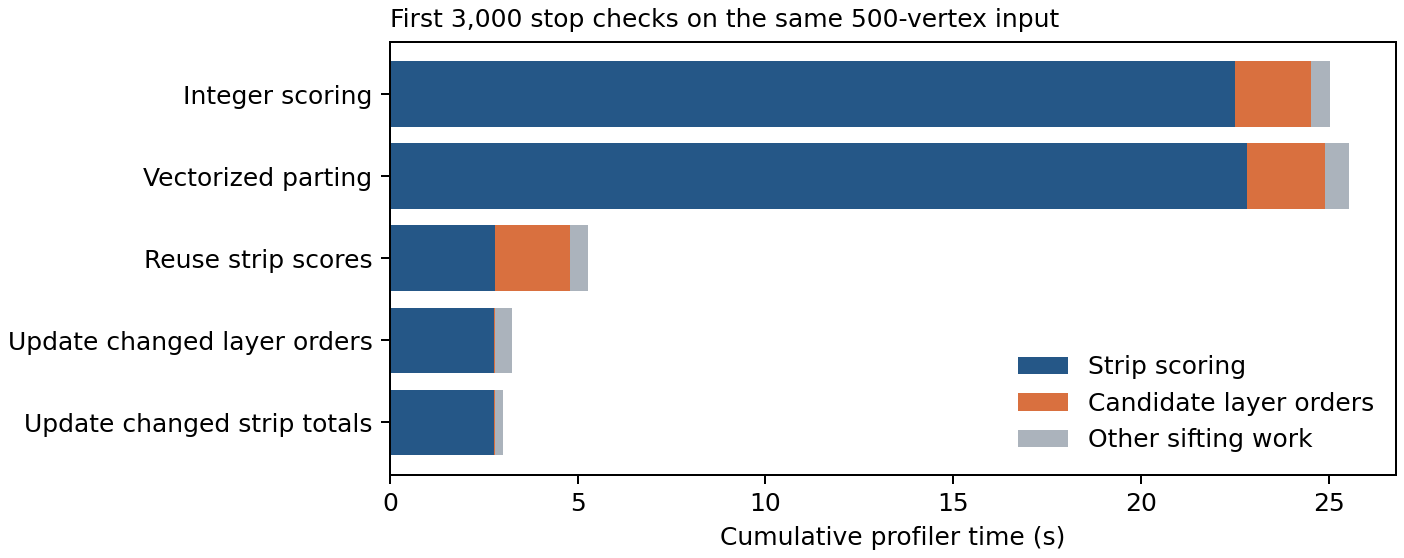 First 3,000 stop checks on the same 500-vertex input
Integer scoring
Vectorized parting
Reuse strip scores
Update changed layer orders
Update changed strip totals
Strip scoring
Candidate layer orders
Other sifting work
0 5 10 15 20 25
Cumulative profiler time (s)